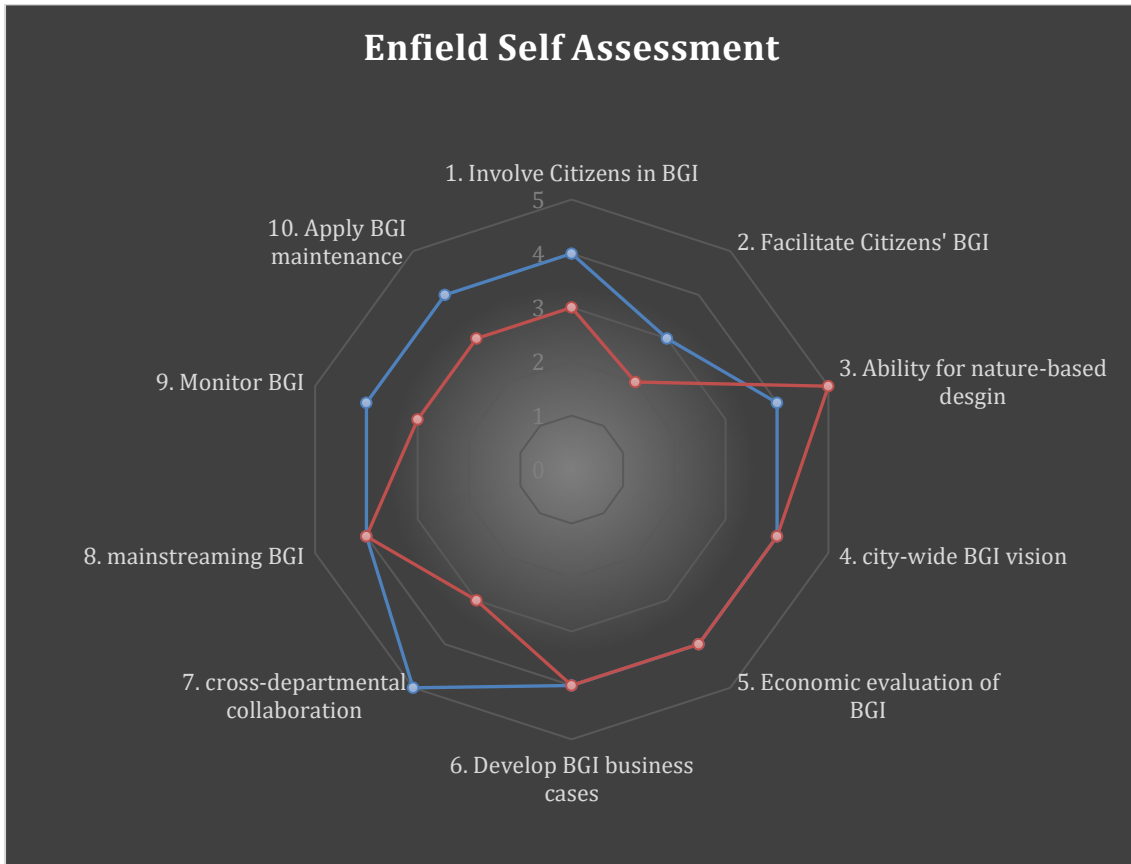 Enfield Self Assessment
1. Involve Citizens in BGI
5
4
3
2
1
0
2. Facilitate Citizens' BGI
3. Ability for nature-based
desgin
4. city-wide BGI vision
5. Economic evaluation of
BGI
6. Develop BGI business
cases
7. cross-departmental
collaboration
8. mainstreaming BGI
9. Monitor BGI
10. Apply BGI
maintenance